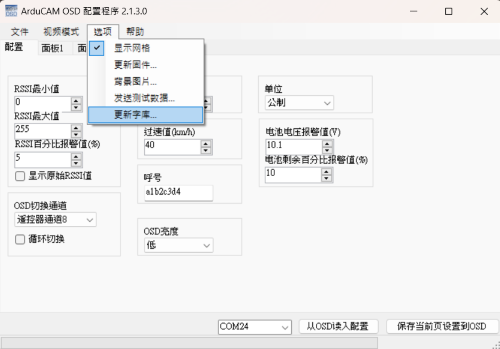 ArduCAM OSD 配置程序 2.1.3.0
文件 视频模式 选项 帮助
配置 面板1
显示网格
更新固件...
背景图片...
发送测试数据...
更新字库...
RSSI最小值
0
RSSI最大值
255
RSSI百分比报警值(%)
5
显示原始RSSI值
OSD切换通道
遥控器通道8
循环切换
过速值(km/h)
40
呼号
a1b2c3d4
OSD亮度
低
单位
公制
电池电压报警值(V)
10.1
电池剩余百分比报警值(%)
10
COM24
从OSD读入配置
保存当前页设置到OSD